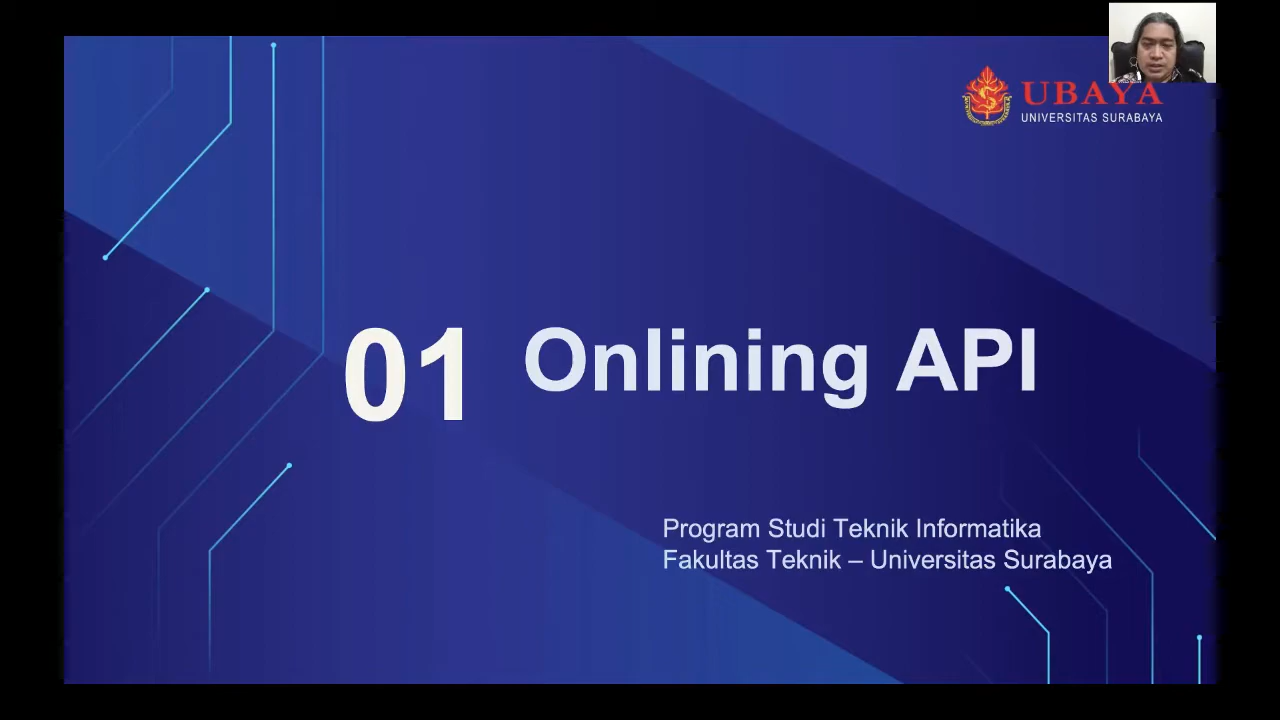 UBAYA
UNIVERSITAS SURABAYA
01 Onlining API
Program Studi Teknik Informatika
Fakultas Teknik – Universitas Surabaya